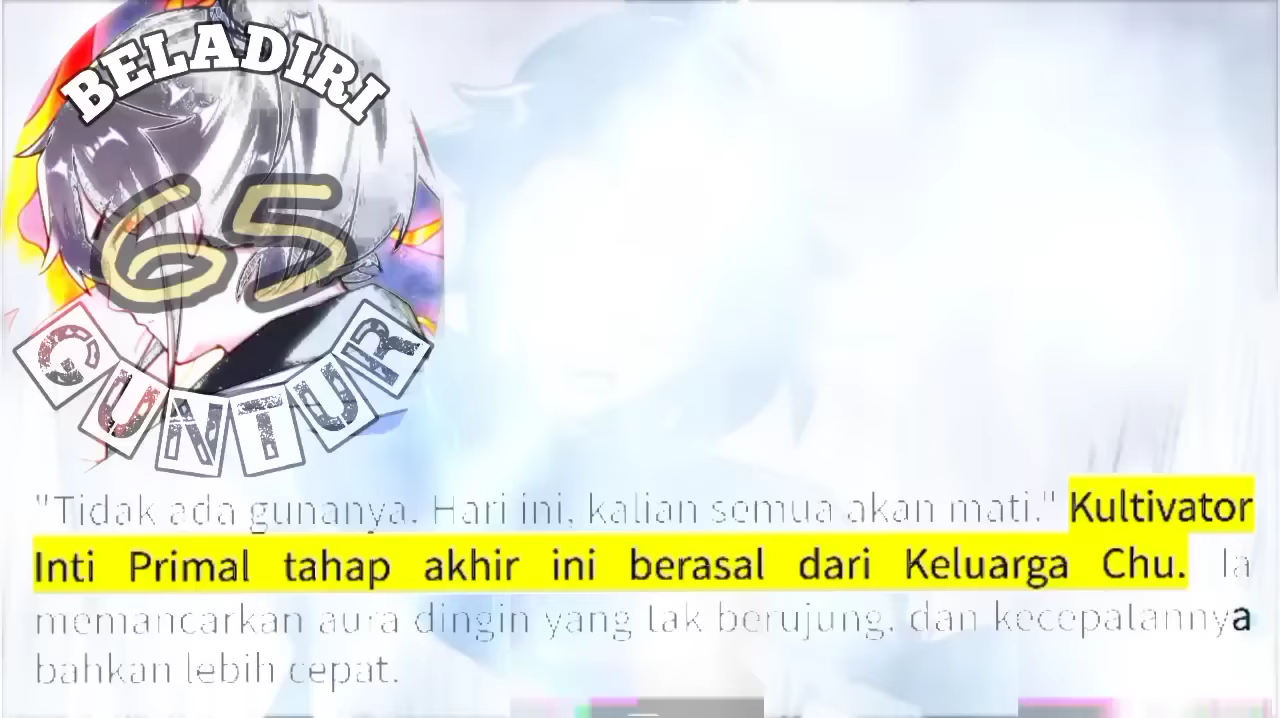 BELADIRI
65
GUNTUR
"Tidak ada gunanya. Hari ini, kalian semua akan mati." Kultivator
Inti Primal tahap akhir ini berasal dari Keluarga Chu. Ia
memancarkan aura dingin yang tak berujung, dan kecepatannya
bahkan lebih cepat.